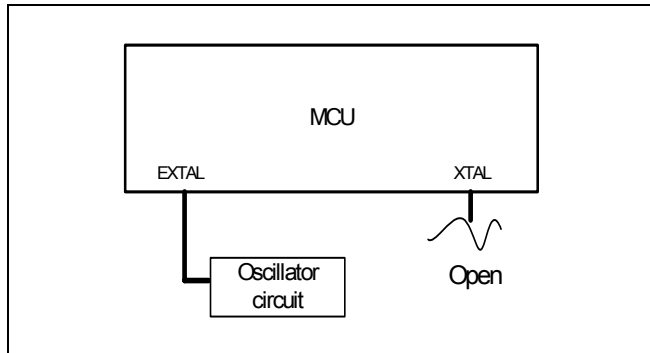 MCU
EXTAL
XTAL
Oscillator
circuit
Open